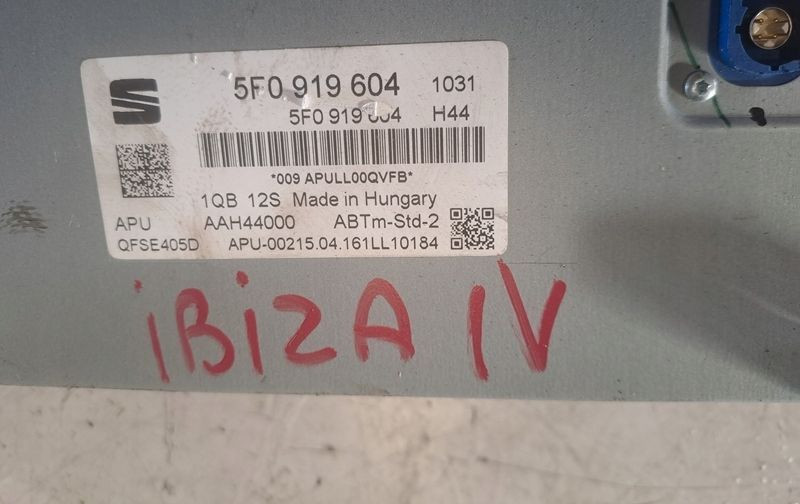 5F0 919 604 1031
5F0 919 604 H44
*009 APULL00QVFB*
1QB 12S Made in Hungary
APU AAH44000 ABTm-Std-2
QFSE405D APU-00215.04.161LL10184
iBiZA IV